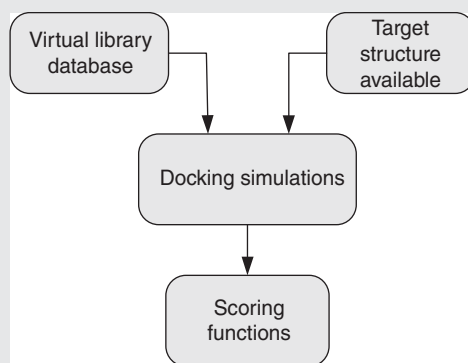 Virtual library
database
Target
structure
available
Docking simulations
Scoring
functions